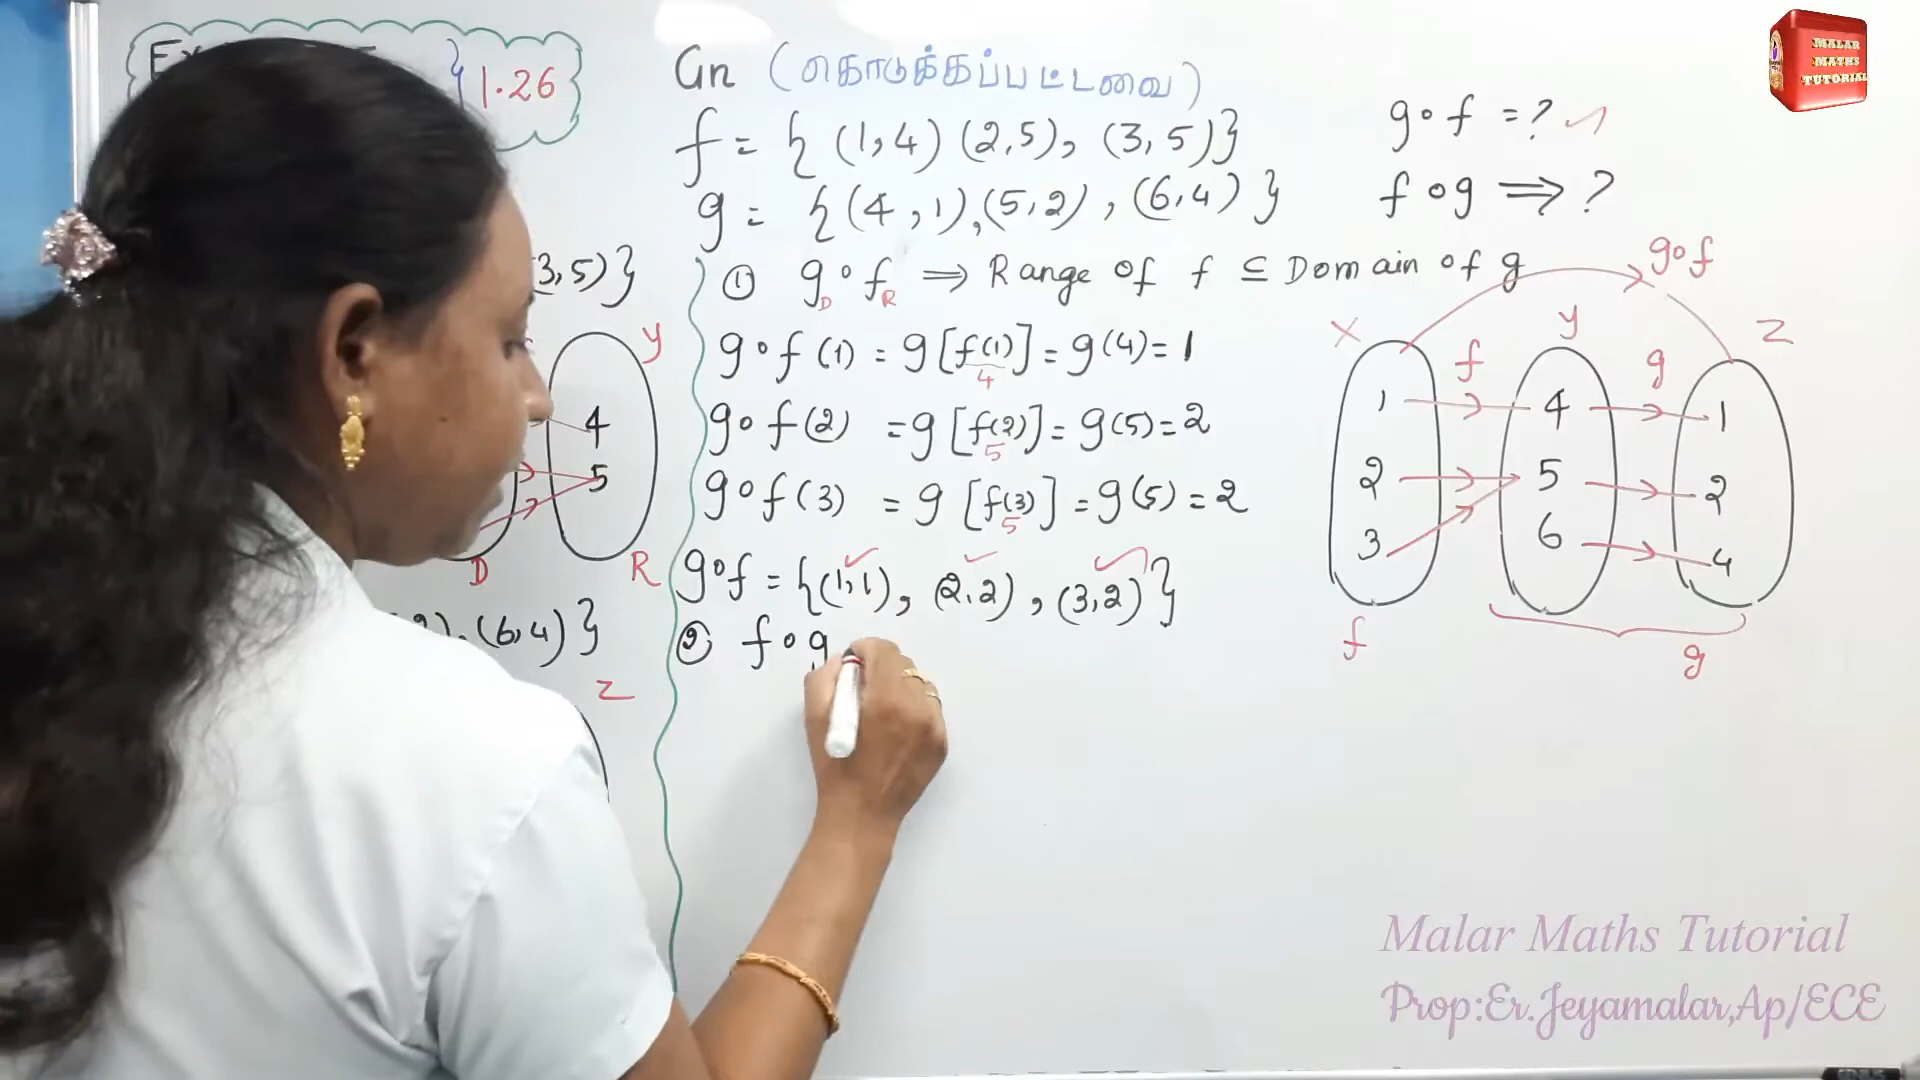 1.26
3,5)}
y
4
5
D
R
(6,4)}
Z
Gn (கொடுக்கப்பட்டவை)
f = {(1,4) (2,5), (3,5)}
g = {(4,1),(5,2), (6,4)}
① g∘f ⇒ Range of f ⊆ Domain of g
D R
g∘f(1) = g[f(1)] = g(4) = 1
4
g∘f(2) = g[f(2)] = g(5) = 2
5
g∘f(3) = g[f(3)] = g(5) = 2
5
g∘f = {(1,1), (2,2), (3,2)}
② f∘g
g∘f = ? ✓
f∘g ⇒ ?
g∘f
X y Z
f g
1 4 1
2 5 2
3 6 4
f g
MALAR
MATHS
TUTORIAL
Malar Maths Tutorial
Prop:Er.Jeyamalar,Ap/ECE